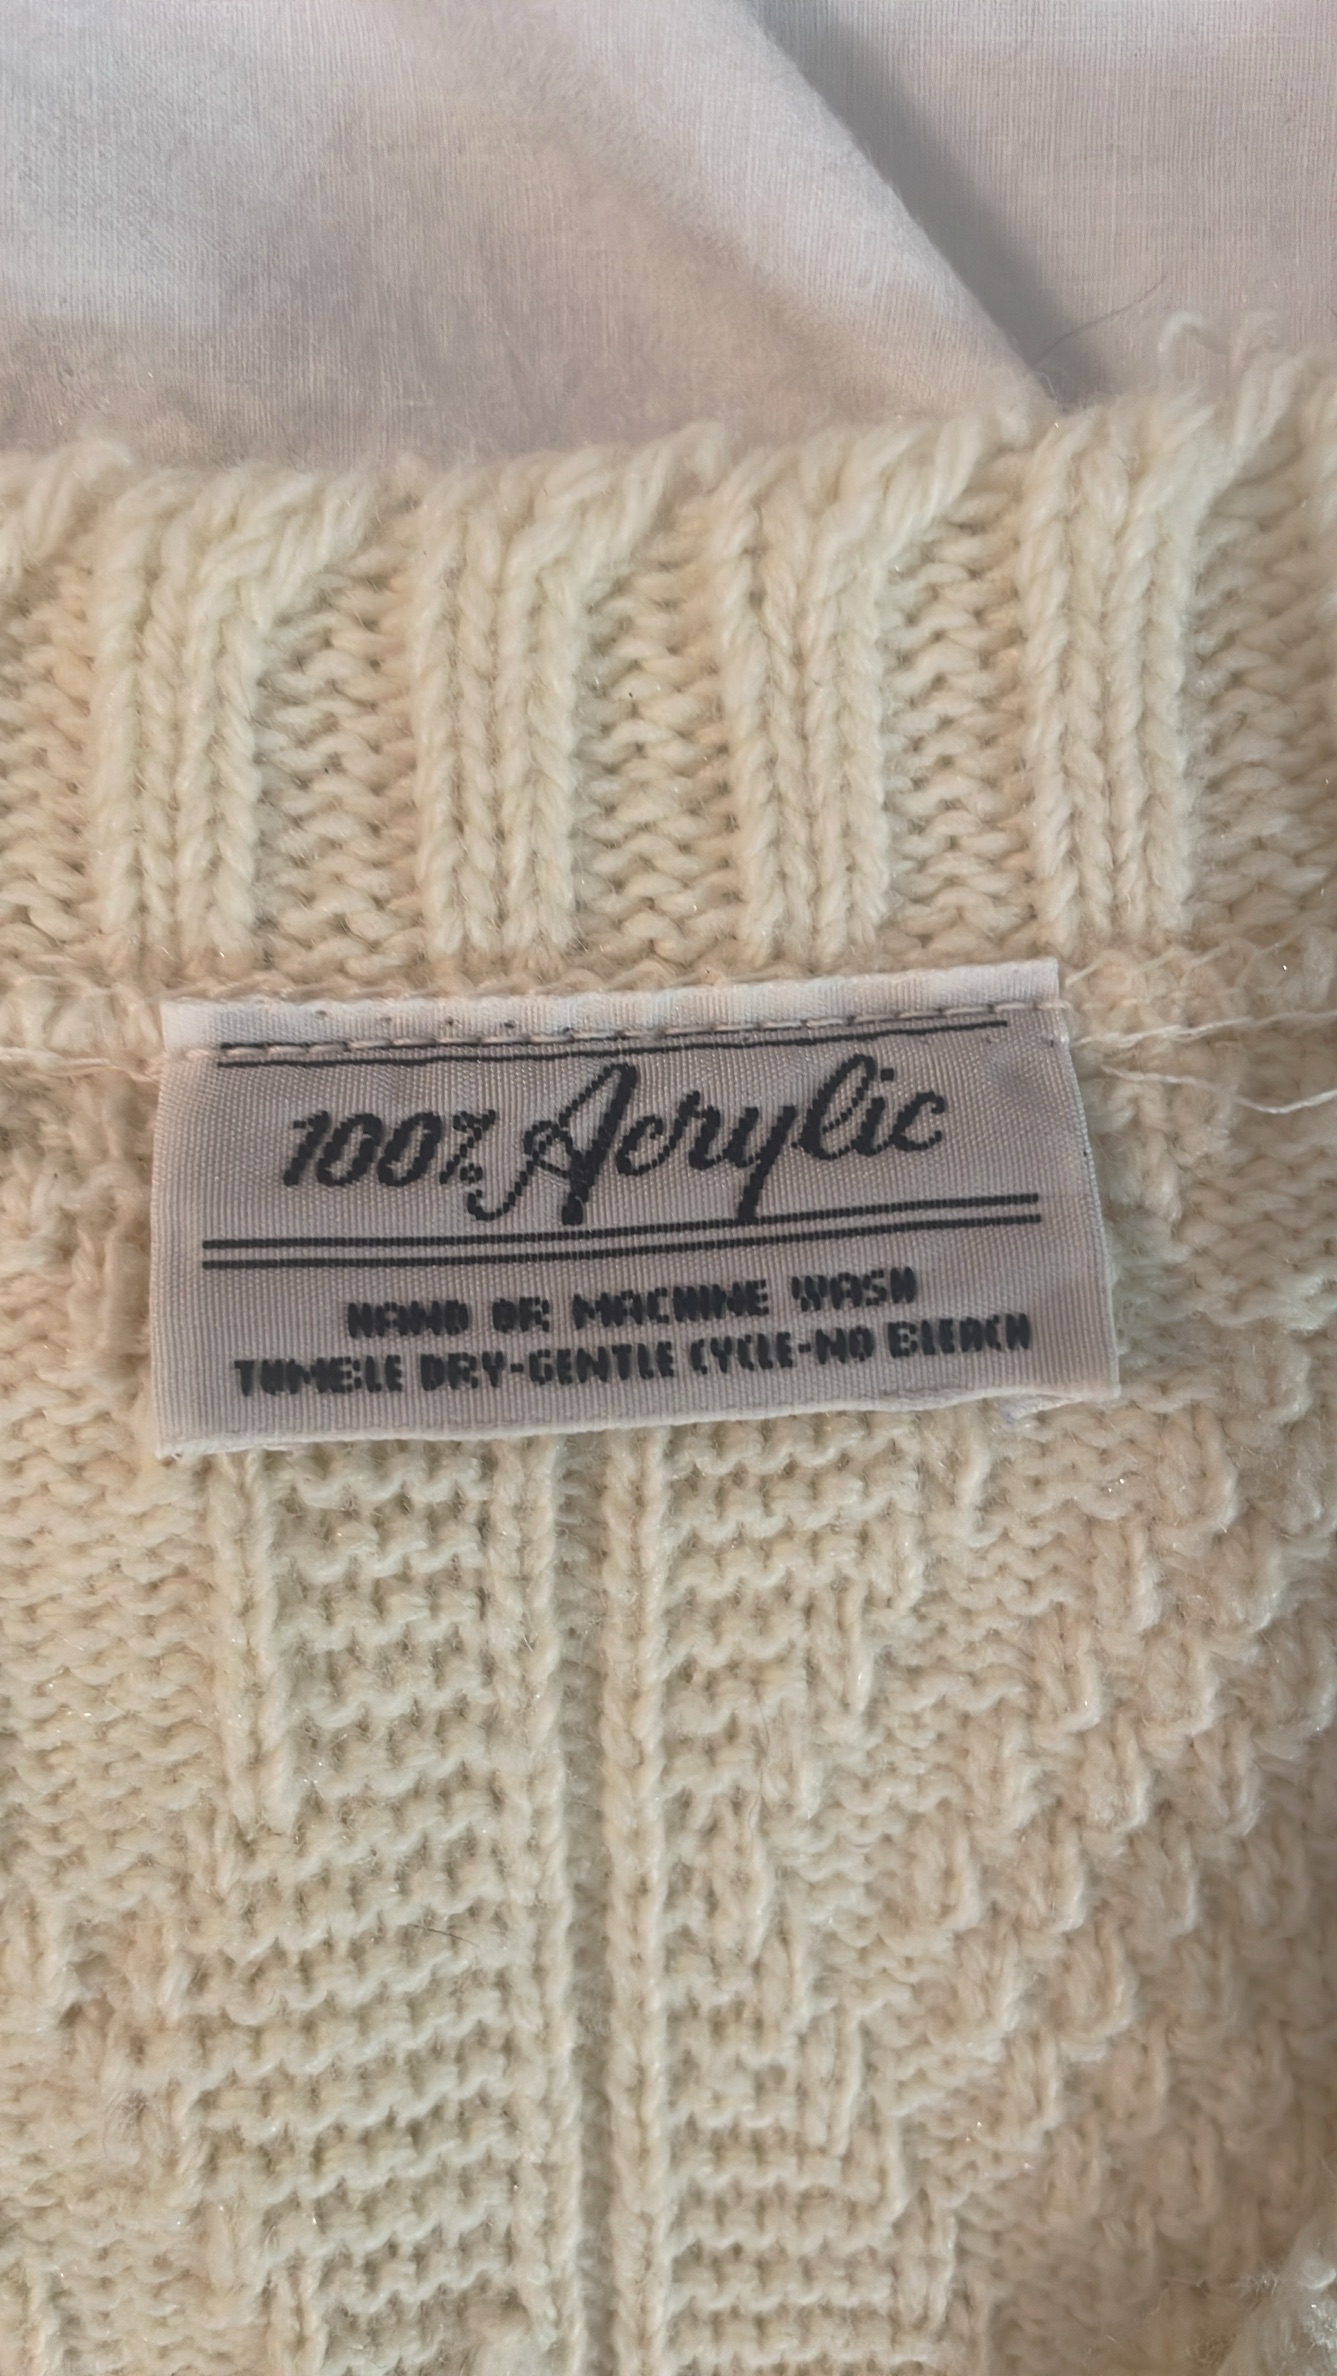 100% Acrylic
HAND OR MACHINE WASH
TUMBLE DRY-GENTLE CYCLE-NO BLEACH